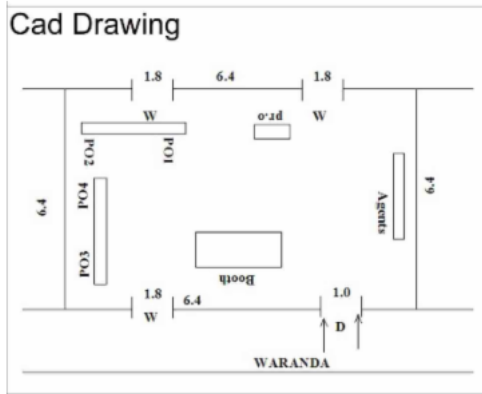 Cad Drawing
1.8 6.4 1.8
W pr.o W
PO2 PO1
PO4
6.4 Agents 6.4
PO3
Booth
1.8 6.4 1.0
W D
WARANDA